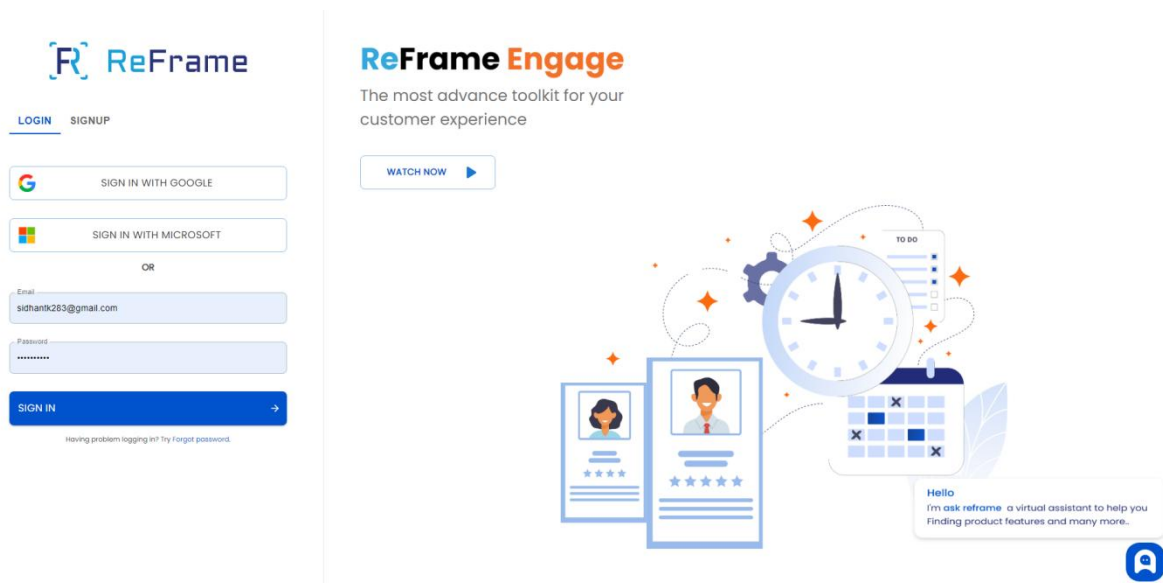 ReFrame
LOGIN SIGNUP
SIGN IN WITH GOOGLE
SIGN IN WITH MICROSOFT
OR
Email
sidhantk283@gmail.com
Password
••••••••••
SIGN IN
Having problem logging in? Try Forgot password.
ReFrame Engage
The most advance toolkit for your
customer experience
WATCH NOW
TO DO
Hello
I'm ask reframe a virtual assistant to help you
Finding product features and many more..